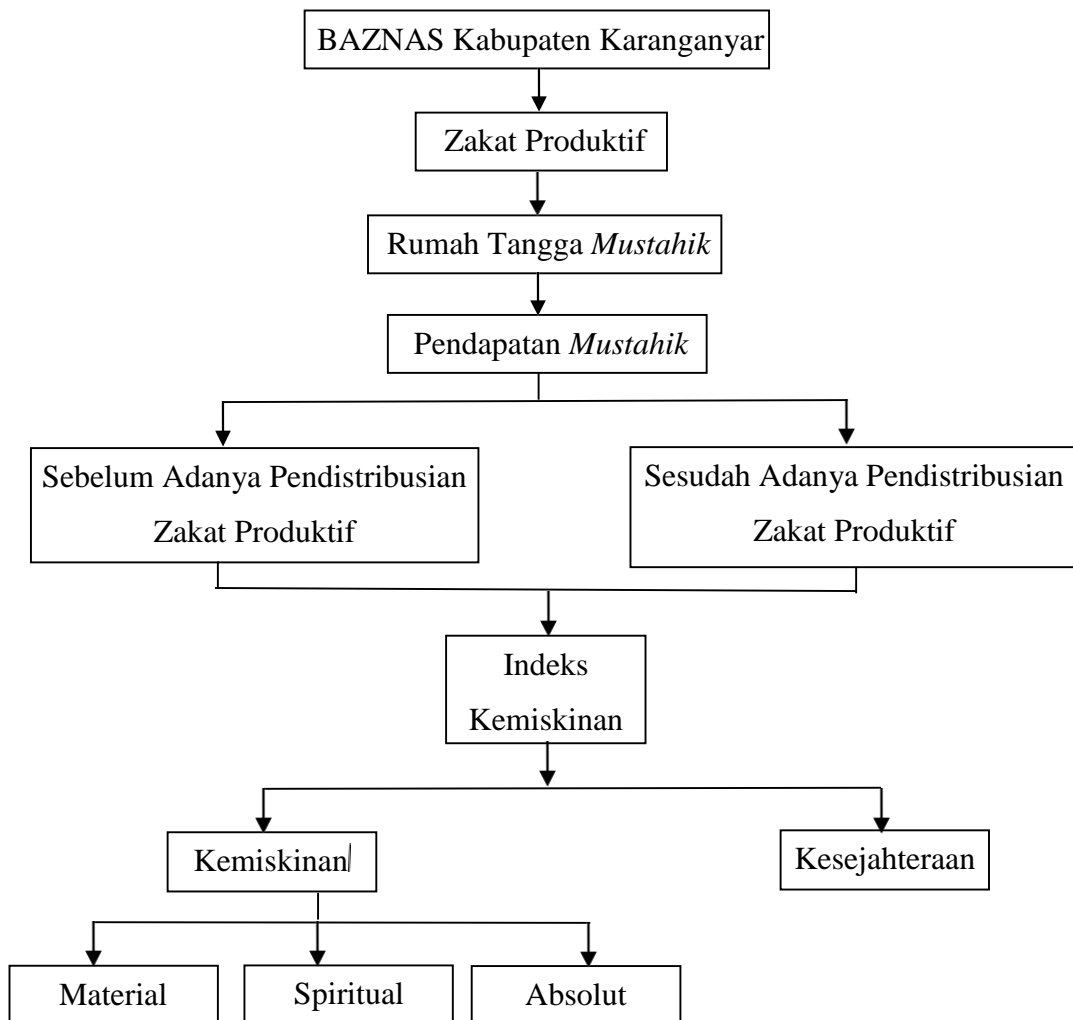 BAZNAS Kabupaten Karanganyar
Zakat Produktif
Rumah Tangga Mustahik
Pendapatan Mustahik
Sebelum Adanya Pendistribusian
Zakat Produktif
Sesudah Adanya Pendistribusian
Zakat Produktif
Indeks
Kemiskinan
Kemiskinan
Kesejahteraan
Material
Spiritual
Absolut